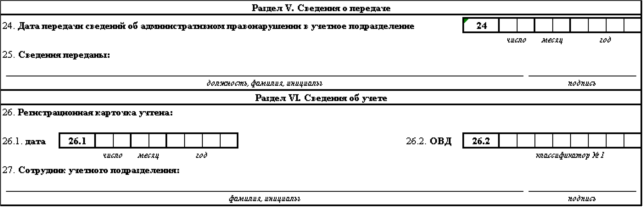 Раздел V. Сведения о передаче
24. Дата передачи сведений об административном правонарушении в учетное подразделение 24
число месяц год
25. Сведения переданы:
должность, фамилия, инициалы подпись
Раздел VI. Сведения об учете
26. Регистрационная карточка учтена:
26.1. дата 26.1 26.2. ОВД 26.2
число месяц год классификатор № 1
27. Сотрудник учетного подразделения:
фамилия, инициалы подпись